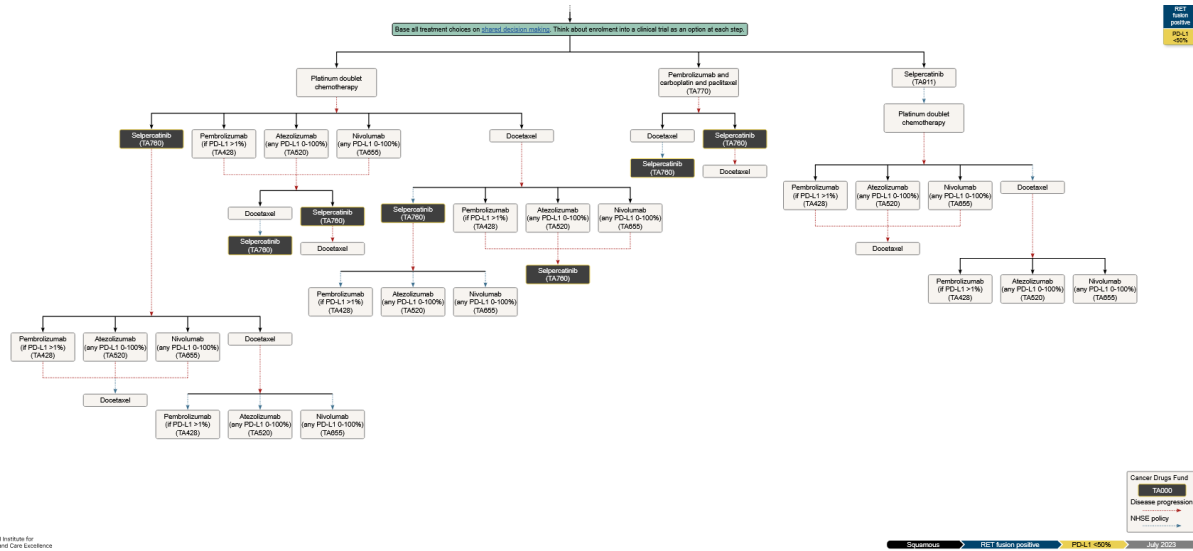 RET
fusion
positive
PD-L1
<50%
Base all treatment choices on shared decision making. Think about enrolment into a clinical trial as an option at each step.
Platinum doublet
chemotherapy
Pembrolizumab and
carboplatin and paclitaxel
(TA770)
Selpercatinib
(TA911)
Platinum doublet
chemotherapy
Selpercatinib
(TA760)
Pembrolizumab
(if PD-L1 >1%)
(TA428)
Atezolizumab
(any PD-L1 0-100%)
(TA520)
Nivolumab
(any PD-L1 0-100%)
(TA655)
Docetaxel
Docetaxel
Selpercatinib
(TA760)
Selpercatinib
(TA760)
Docetaxel
Pembrolizumab
(if PD-L1 >1%)
(TA428)
Atezolizumab
(any PD-L1 0-100%)
(TA520)
Nivolumab
(any PD-L1 0-100%)
(TA655)
Docetaxel
Docetaxel
Selpercatinib
(TA760)
Selpercatinib
(TA760)
Docetaxel
Selpercatinib
(TA760)
Pembrolizumab
(if PD-L1 >1%)
(TA428)
Atezolizumab
(any PD-L1 0-100%)
(TA520)
Nivolumab
(any PD-L1 0-100%)
(TA655)
Docetaxel
Selpercatinib
(TA760)
Pembrolizumab
(if PD-L1 >1%)
(TA428)
Atezolizumab
(any PD-L1 0-100%)
(TA520)
Nivolumab
(any PD-L1 0-100%)
(TA655)
Pembrolizumab
(if PD-L1 >1%)
(TA428)
Atezolizumab
(any PD-L1 0-100%)
(TA520)
Nivolumab
(any PD-L1 0-100%)
(TA655)
Pembrolizumab
(if PD-L1 >1%)
(TA428)
Atezolizumab
(any PD-L1 0-100%)
(TA520)
Nivolumab
(any PD-L1 0-100%)
(TA655)
Docetaxel
Docetaxel
Pembrolizumab
(if PD-L1 >1%)
(TA428)
Atezolizumab
(any PD-L1 0-100%)
(TA520)
Nivolumab
(any PD-L1 0-100%)
(TA655)
Cancer Drugs Fund
TA000
Disease progression
NHSE policy
Institute for
and Care Excellence
Squamous
RET fusion positive
PD-L1 <50%
July 2023